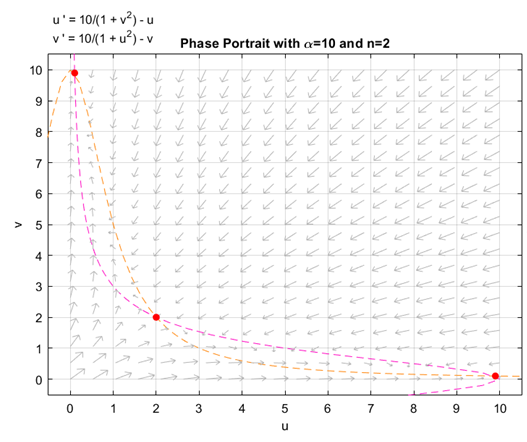 u ' = 10/(1 + v²) - u
v ' = 10/(1 + u²) - v
Phase Portrait with α=10 and n=2
10
9
8
7
6
5
4
3
2
1
0
v
0 1 2 3 4 5 6 7 8 9 10
u